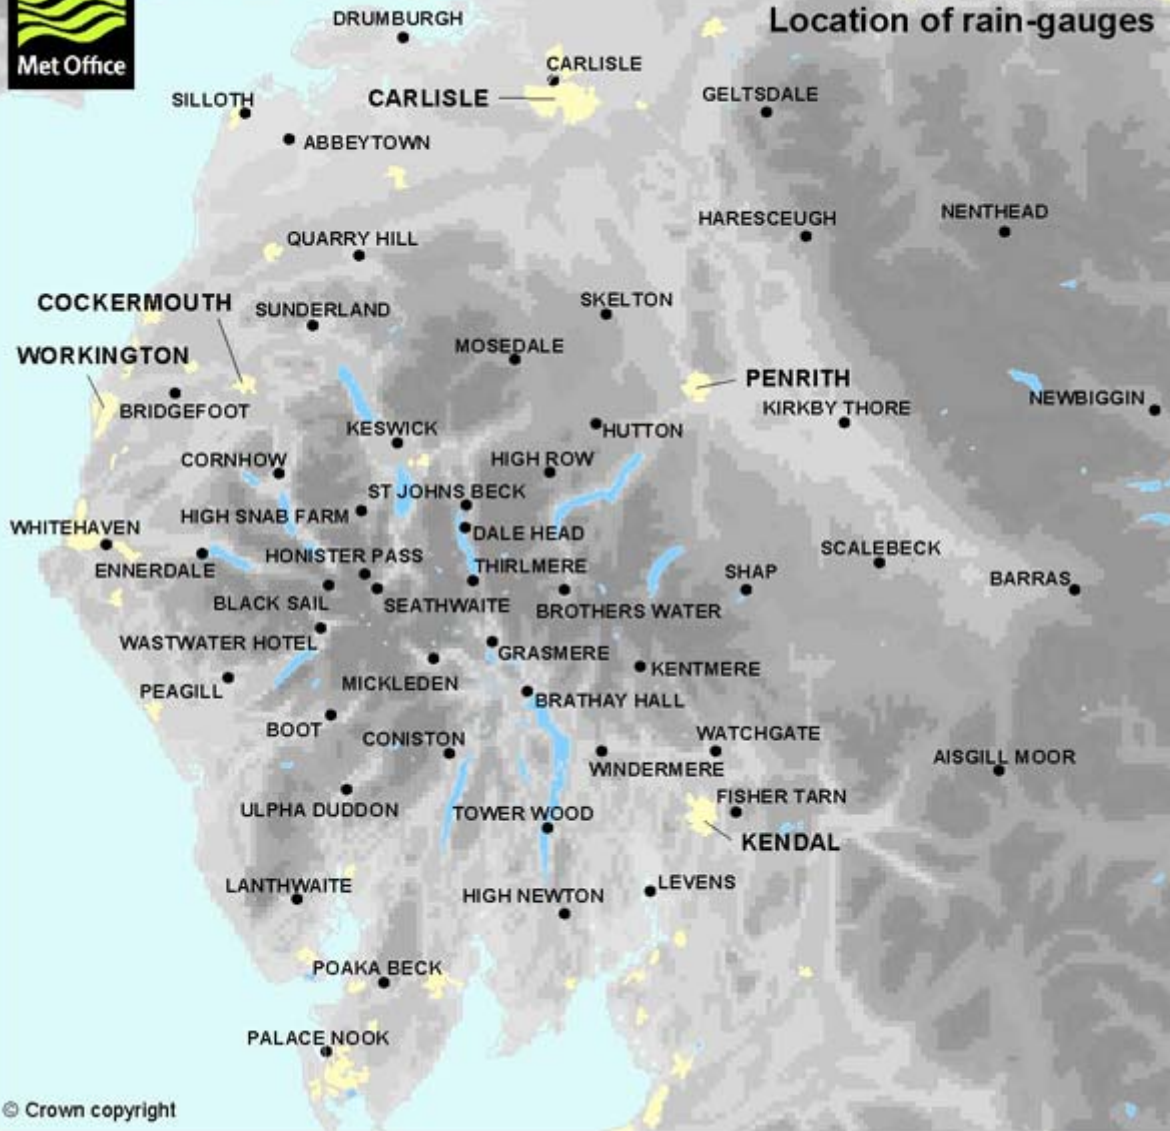 DRUMBURGH
Location of rain-gauges
Met Office
CARLISLE
CARLISLE
SILLOTH
GELTSDALE
ABBEYTOWN
HARESCEUGH
NENTHEAD
QUARRY HILL
COCKERMOUTH
SUNDERLAND
SKELTON
WORKINGTON
MOSEDALE
PENRITH
BRIDGEFOOT
KIRKBY THORE
NEWBIGGIN
KESWICK
HUTTON
CORNHOW
HIGH ROW
ST JOHNS BECK
HIGH SNAB FARM
WHITEHAVEN
DALE HEAD
SCALEBECK
HONISTER PASS
ENNERDALE
THIRLMERE
SHAP
BARRAS
BLACK SAIL
SEATHWAITE
BROTHERS WATER
WASTWATER HOTEL
GRASMERE
KENTMERE
PEAGILL
MICKLEDEN
BRATHAY HALL
BOOT
CONISTON
WATCHGATE
AISGILL MOOR
WINDERMERE
ULPHA DUDDON
TOWER WOOD
FISHER TARN
KENDAL
LANTHWAITE
HIGH NEWTON
LEVENS
POAKA BECK
PALACE NOOK
© Crown copyright